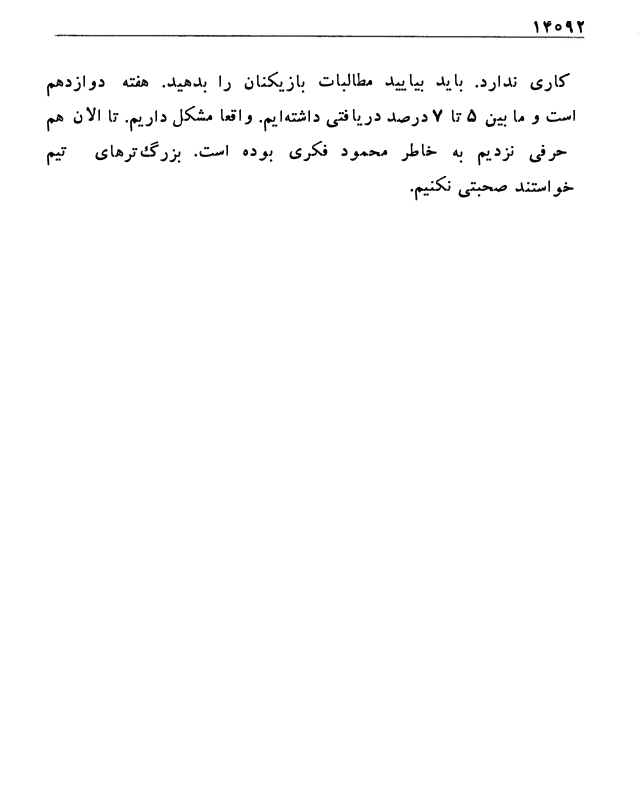 ۱۴۰۹۲
کاری ندارد. باید بیایید مطالبات بازیکنان را بدهید. هفته دوازدهم
است و ما بین ۵ تا ۷ درصد دریافتی داشته‌ایم. واقعا مشکل داریم. تا الان هم
حرفی نزدیم به خاطر محمود فکری بوده است. بزرگ‌ترهای تیم
خواستند صحبتی نکنیم.